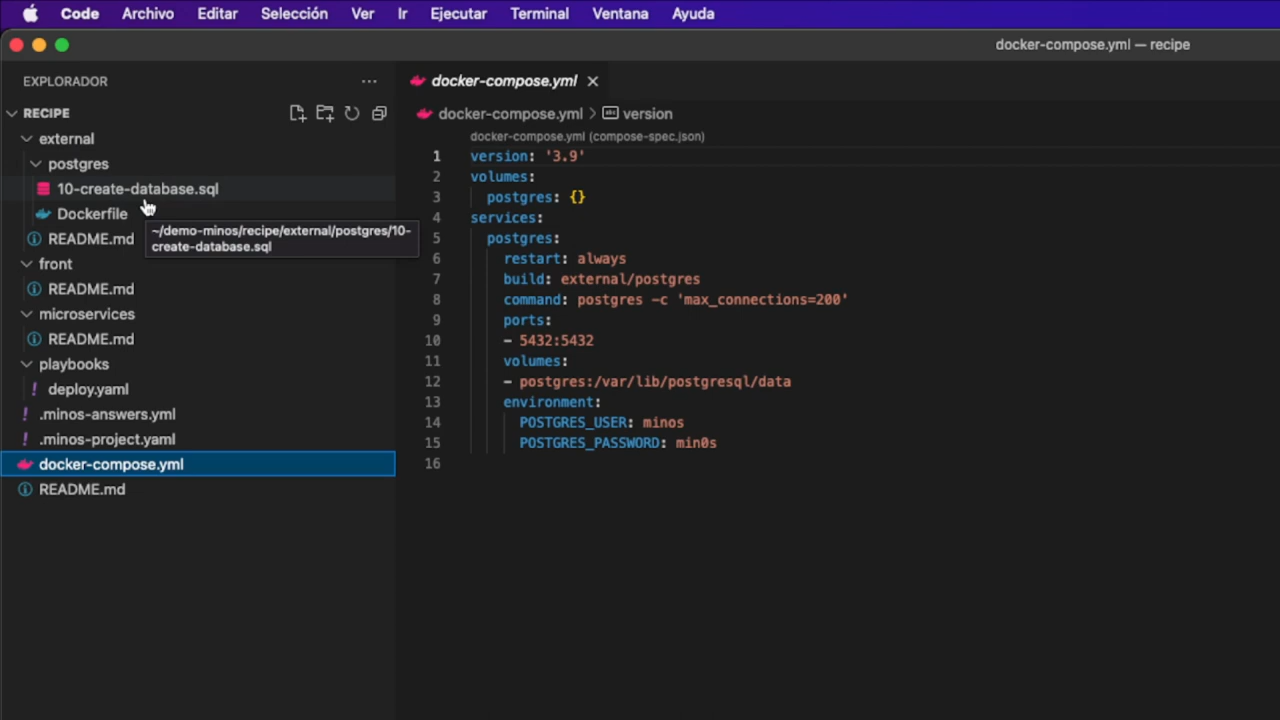 Code Archivo Editar Selección Ver Ir Ejecutar Terminal Ventana Ayuda
docker-compose.yml — recipe
EXPLORADOR
RECIPE
external
postgres
10-create-database.sql
Dockerfile
README.md
~/demo-minos/recipe/external/postgres/10-
create-database.sql
front
README.md
microservices
README.md
playbooks
deploy.yaml
.minos-answers.yml
.minos-project.yaml
docker-compose.yml
README.md
docker-compose.yml
docker-compose.yml > version
docker-compose.yml (compose-spec.json)
1 version: '3.9'
2 volumes:
3 postgres: {}
4 services:
5 postgres:
6 restart: always
7 build: external/postgres
8 command: postgres -c 'max_connections=200'
9 ports:
10 - 5432:5432
11 volumes:
12 - postgres:/var/lib/postgresql/data
13 environment:
14 POSTGRES_USER: minos
15 POSTGRES_PASSWORD: min0s
16